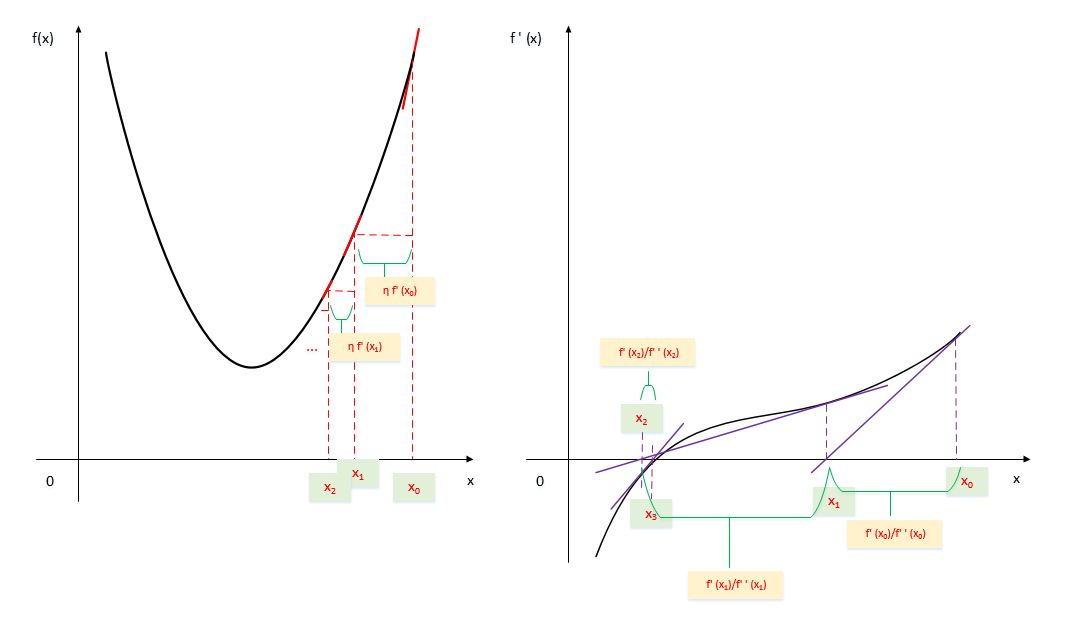 f(x)
η f' (x₀)
η f' (x₁)
...
0
x₂
x₁
x₀
x
f ' (x)
f' (x₂)/f' ' (x₂)
x₂
0
x₃
x₁
x₀
x
f' (x₀)/f' ' (x₀)
f' (x₁)/f' ' (x₁)